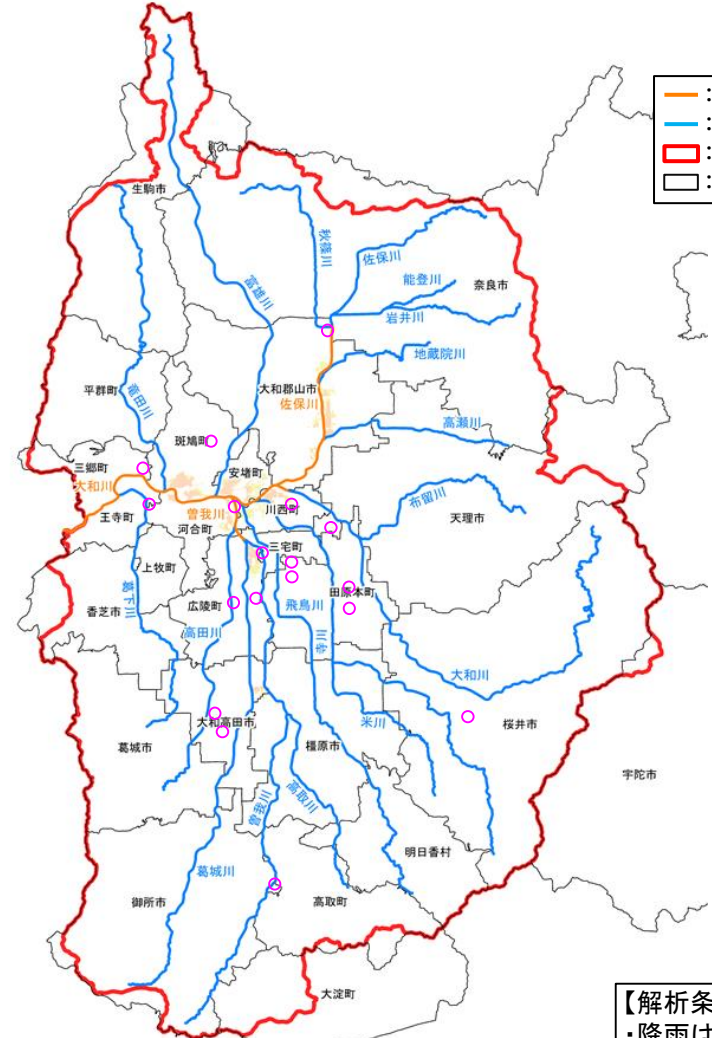 ：
：
：
：
生駒市
秋篠川
佐保川
能登川
奈良市
富雄川
岩井川
地蔵院川
平群町
竜田川
大和郡山市
佐保川
斑鳩町
高瀬川
三郷町
安堵町
大和川
布留川
王寺町
曽我川
川西町
天理市
河合町
三宅町
上牧町
葛下川
田原本町
香芝市
広陵町
飛鳥川
高田川
寺川
大和川
米川
大和高田市
桜井市
葛城市
橿原市
宇陀市
曽我川
高取川
明日香村
葛城川
御所市
高取町
大淀町
【解析条
・降雨は